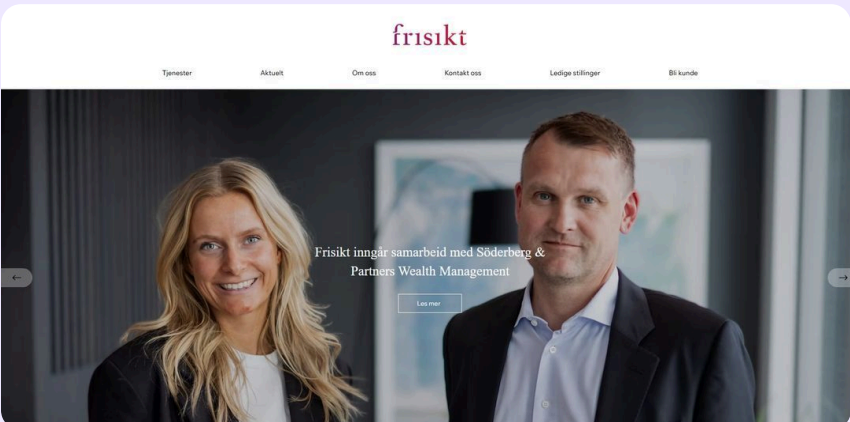 frısıkt
Tjenester
Aktuelt
Om oss
Kontakt oss
Ledige stillinger
Bli kunde
Frisikt inngår samarbeid med Söderberg &
Partners Wealth Management
Les mer